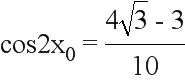 cos2x₀ = (4√3 - 3)/10